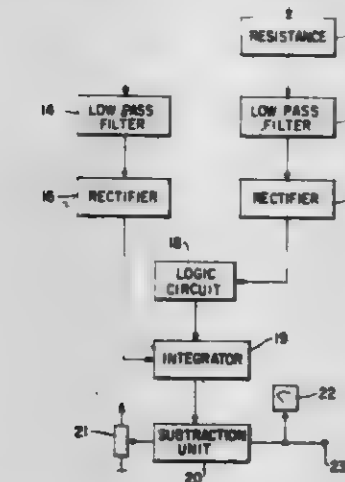 RESISTANCE
14
LOW PASS
FILTER
LOW PASS
FILTER
16
RECTIFIER
RECTIFIER
18
LOGIC
CIRCUIT
INTEGRATOR
19
22
21
SUBTRACTION
UNIT
20
23